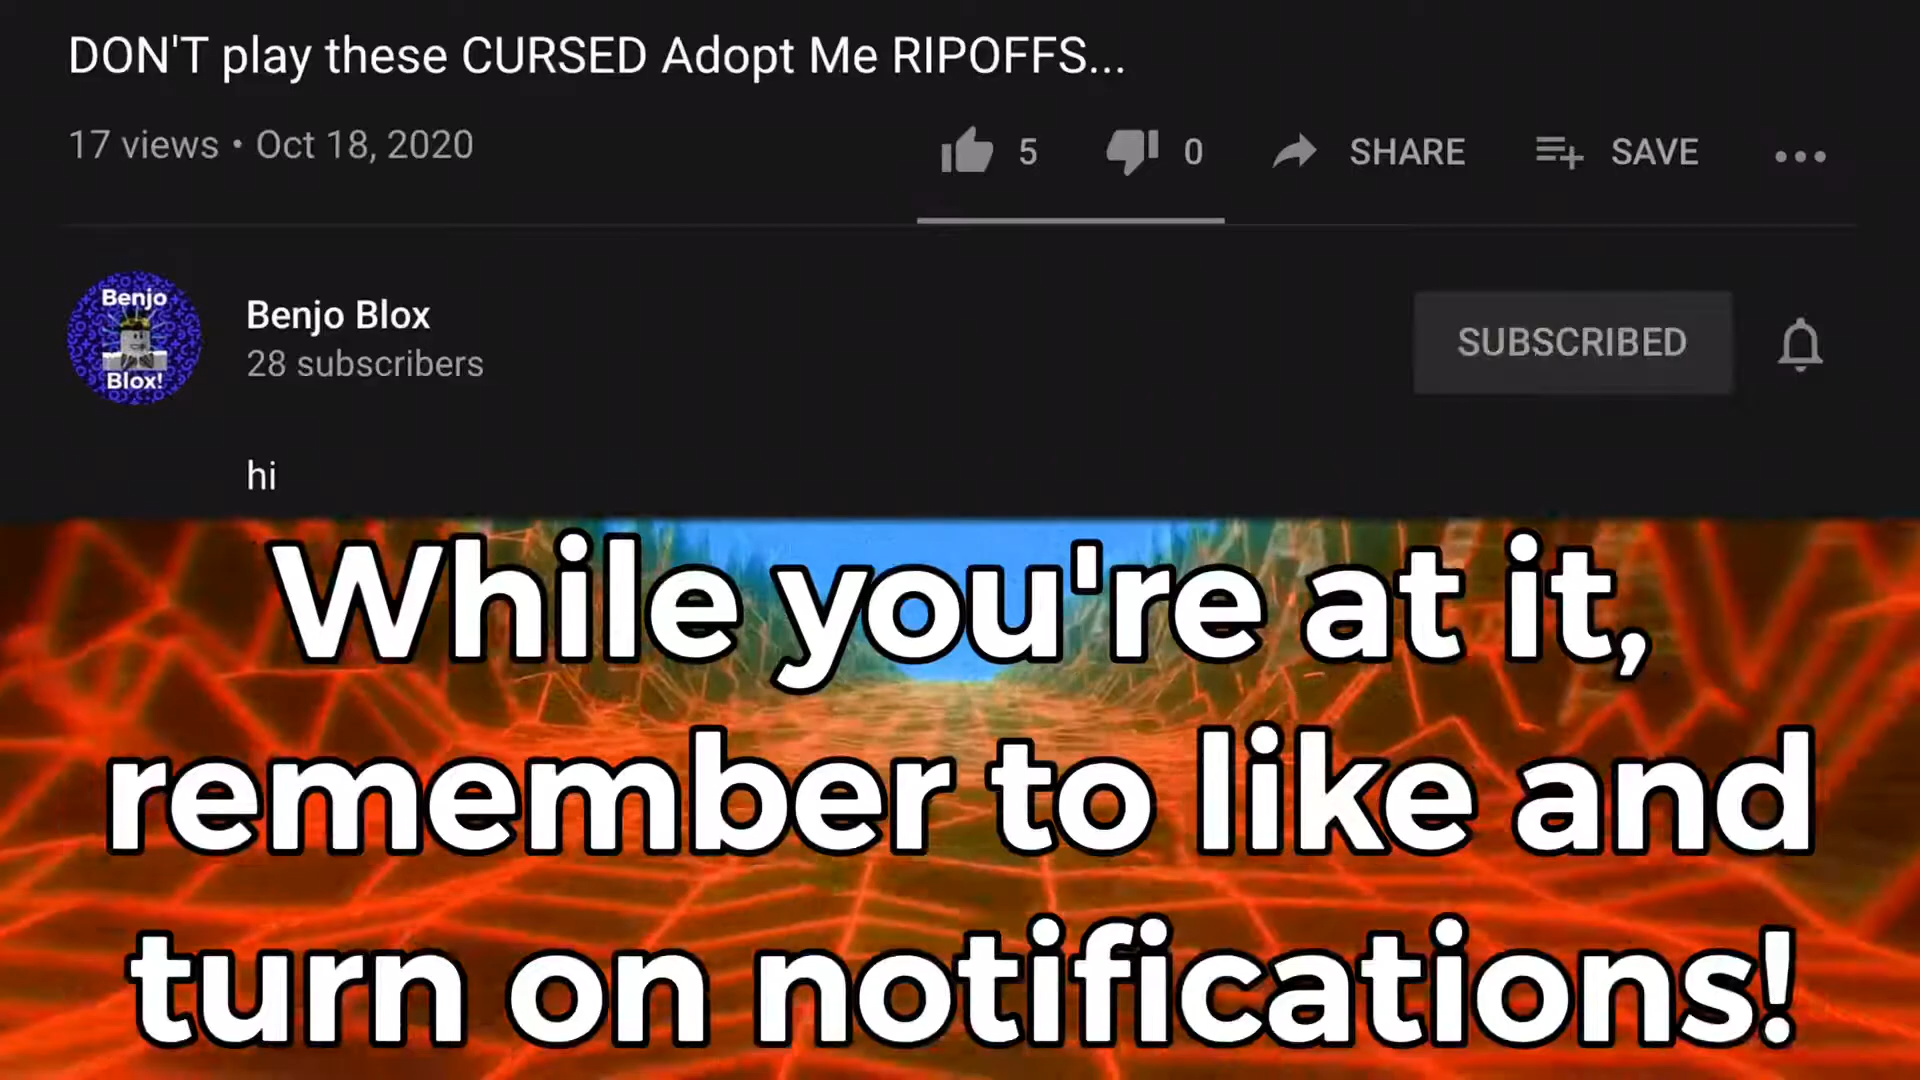 DON'T play these CURSED Adopt Me RIPOFFS...
17 views • Oct 18, 2020
5 0 SHARE SAVE
Benjo
Blox!
Benjo Blox
28 subscribers
SUBSCRIBED
hi
While you're at it,
remember to like and
turn on notifications!